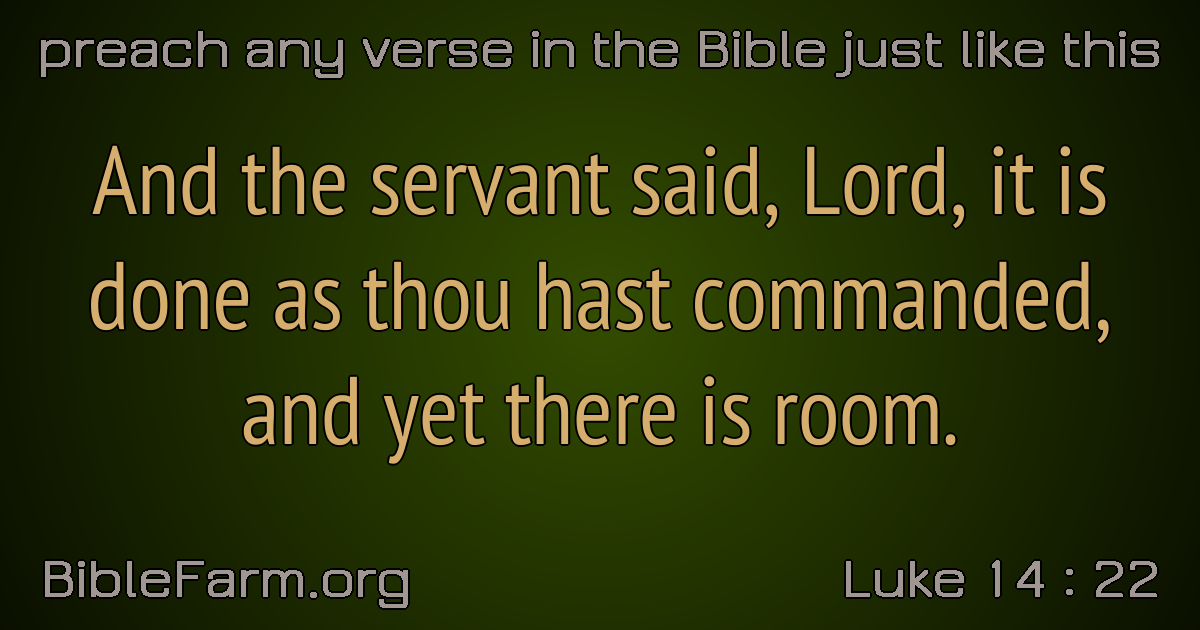 preach any verse in the Bible just like this
And the servant said, Lord, it is
done as thou hast commanded,
and yet there is room.
BibleFarm.org
Luke 14 : 22